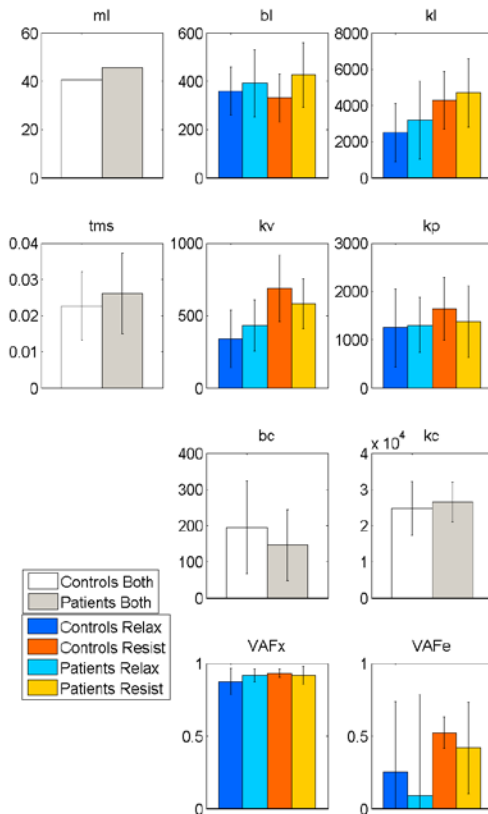 ml
60
40
20
0
bl
600
400
200
0
kl
8000
6000
4000
2000
0
tms
0.04
0.03
0.02
0.01
0
kv
1000
500
0
kp
3000
2000
1000
0
bc
400
300
200
100
0
kc
x 10^4
4
3
2
1
0
Controls Both
Patients Both
Controls Relax
Controls Resist
Patients Relax
Patients Resist
VAFx
1
0.5
0
VAFe
1
0.5
0